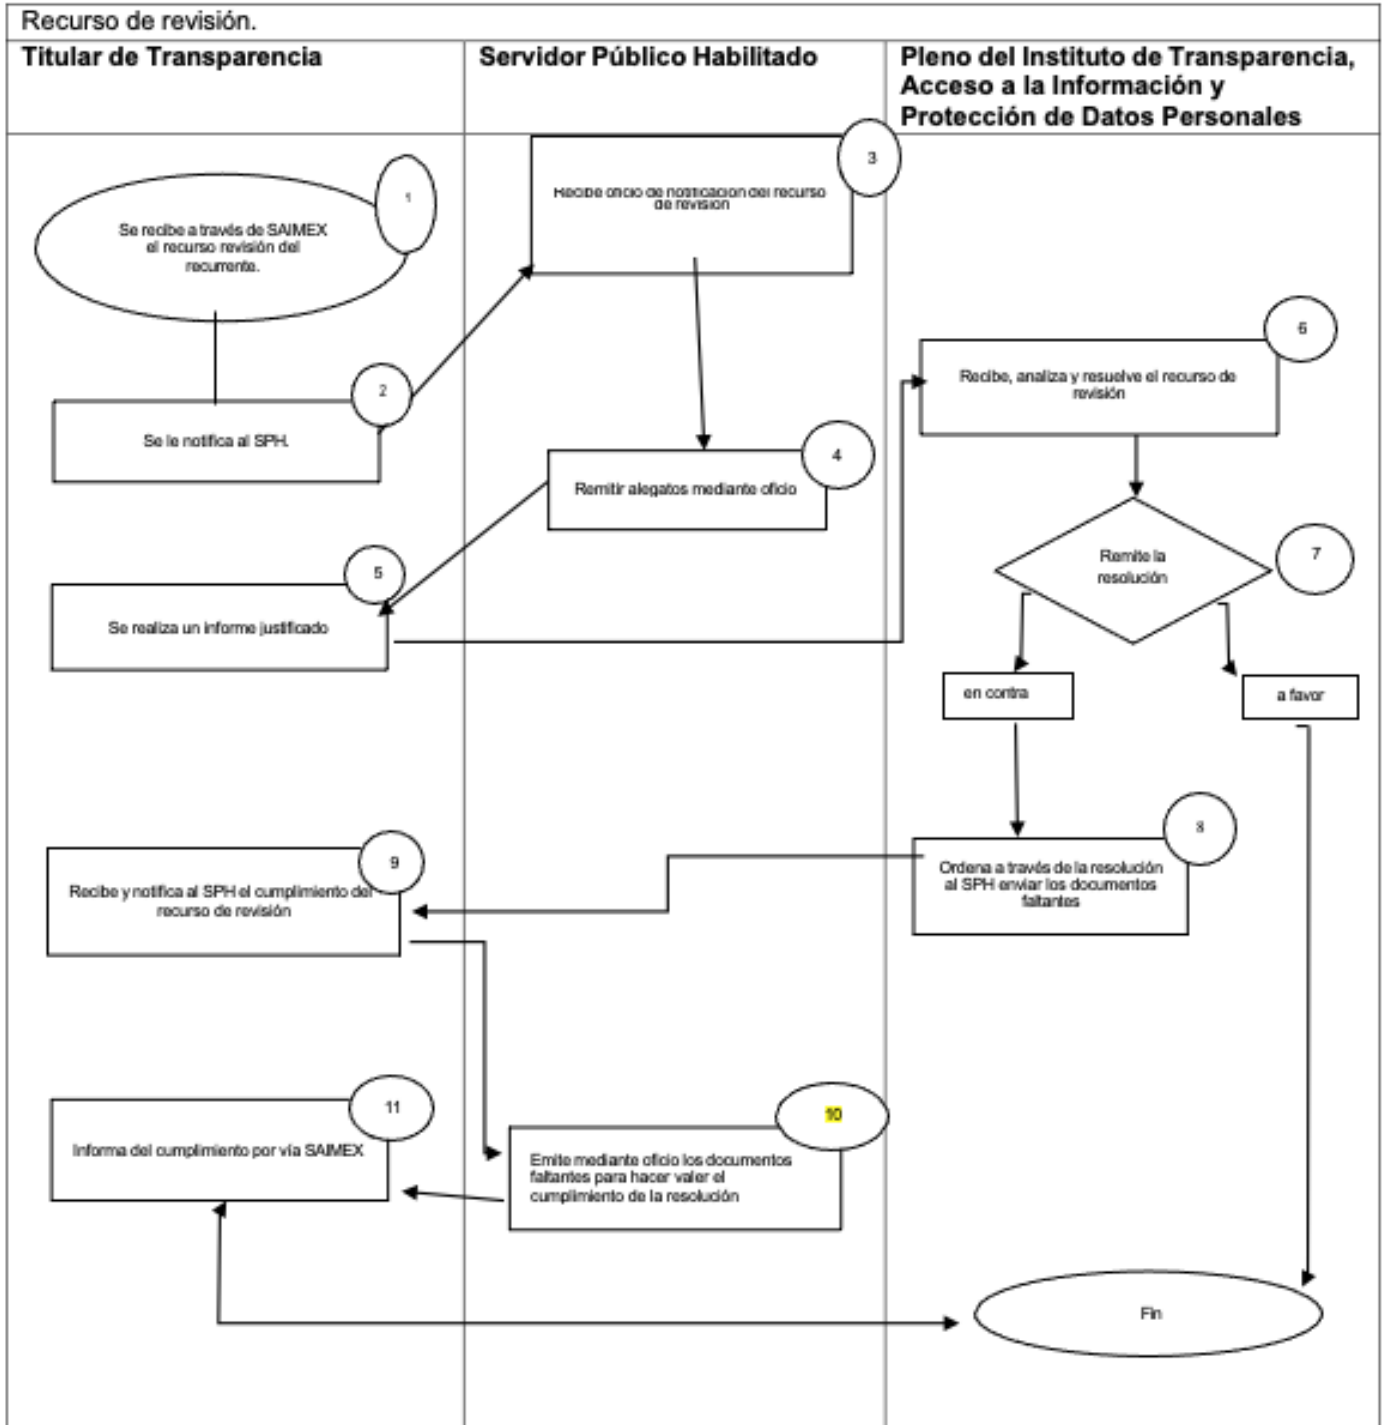 Recurso de revisión.
Titular de Transparencia
Servidor Público Habilitado
Pleno del Instituto de Transparencia,
Acceso a la Información y
Protección de Datos Personales
1
Se recibe a través de SAIMEX
el recurso revisión del
recurrente.
2
Se le notifica al SPH.
3
Recibe oficio de notificación del recurso
de revisión
4
Remitir alegatos mediante oficio
5
Se realiza un informe justificado
6
Recibe, analiza y resuelve el recurso de
revisión
7
Remite la
resolución
en contra
a favor
8
Ordena a través de la resolución
al SPH enviar los documentos
faltantes
9
Recibe y notifica al SPH el cumplimiento del
recurso de revisión
10
Emite mediante oficio los documentos
faltantes para hacer valer el
cumplimiento de la resolución
11
Informa del cumplimiento por vía SAIMEX
Fin